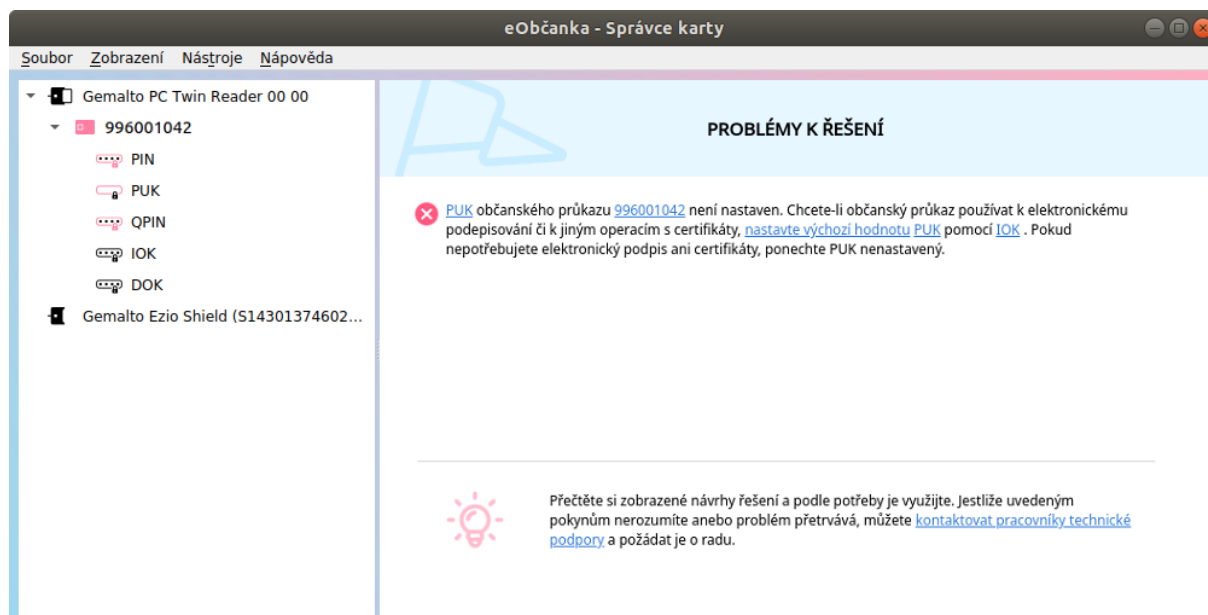 eObčanka - Správce karty
Soubor Zobrazení Nástroje Nápověda
Gemalto PC Twin Reader 00 00
996001042
PIN
PUK
QPIN
IOK
DOK
Gemalto Ezio Shield (S14301374602...
PROBLÉMY K ŘEŠENÍ
PUK občanského průkazu 996001042 není nastaven. Chcete-li občanský průkaz používat k elektronickému
podepisování či k jiným operacím s certifikáty, nastavte výchozí hodnotu PUK pomocí IOK . Pokud
nepotřebujete elektronický podpis ani certifikáty, ponechte PUK nenastavený.
Přečtěte si zobrazené návrhy řešení a podle potřeby je využijte. Jestliže uvedeným
pokynům nerozumíte anebo problém přetrvává, můžete kontaktovat pracovníky technické
podpory a požádat je o radu.